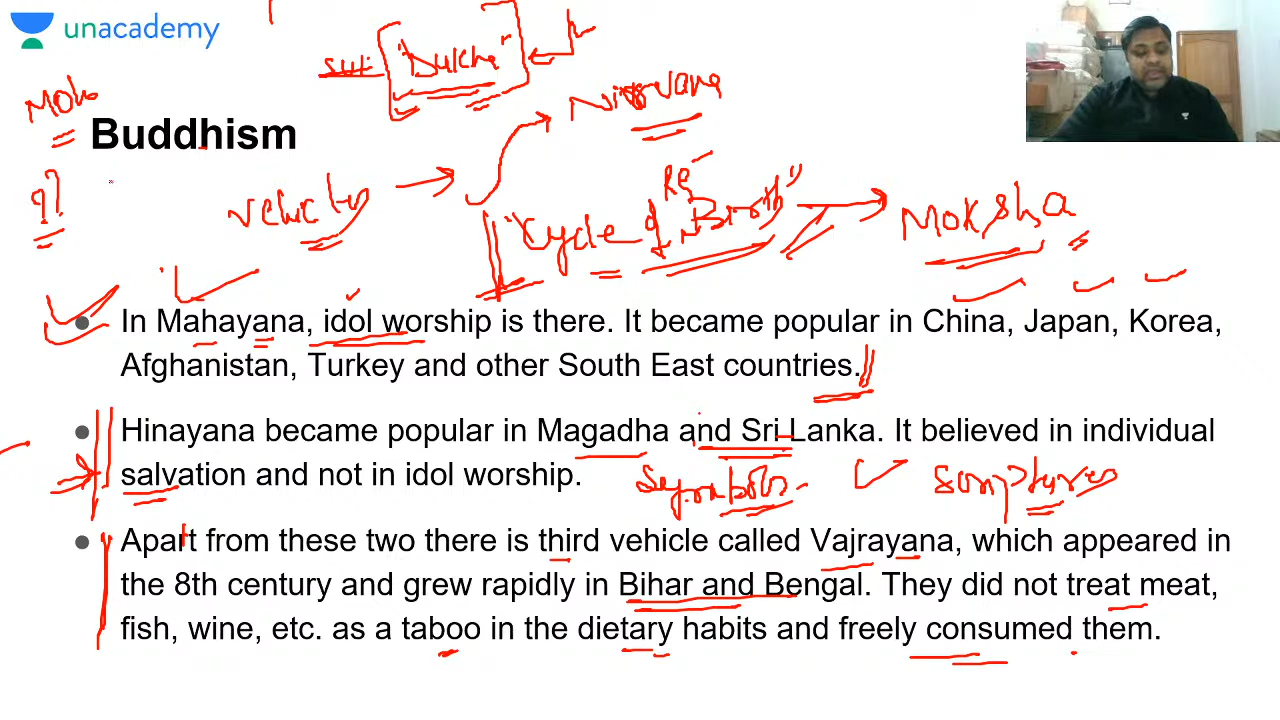 unacademy
"Dukha"
Nirvana
Buddhism
Re
"Cycle of Birth"
Moksha
In Mahayana, idol worship is there. It became popular in China, Japan, Korea,
Afghanistan, Turkey and other South East countries.
Hinayana became popular in Magadha and Sri Lanka. It believed in individual
salvation and not in idol worship.
Symbols. Scriptures
Apart from these two there is third vehicle called Vajrayana, which appeared in
the 8th century and grew rapidly in Bihar and Bengal. They did not treat meat,
fish, wine, etc. as a taboo in the dietary habits and freely consumed them.